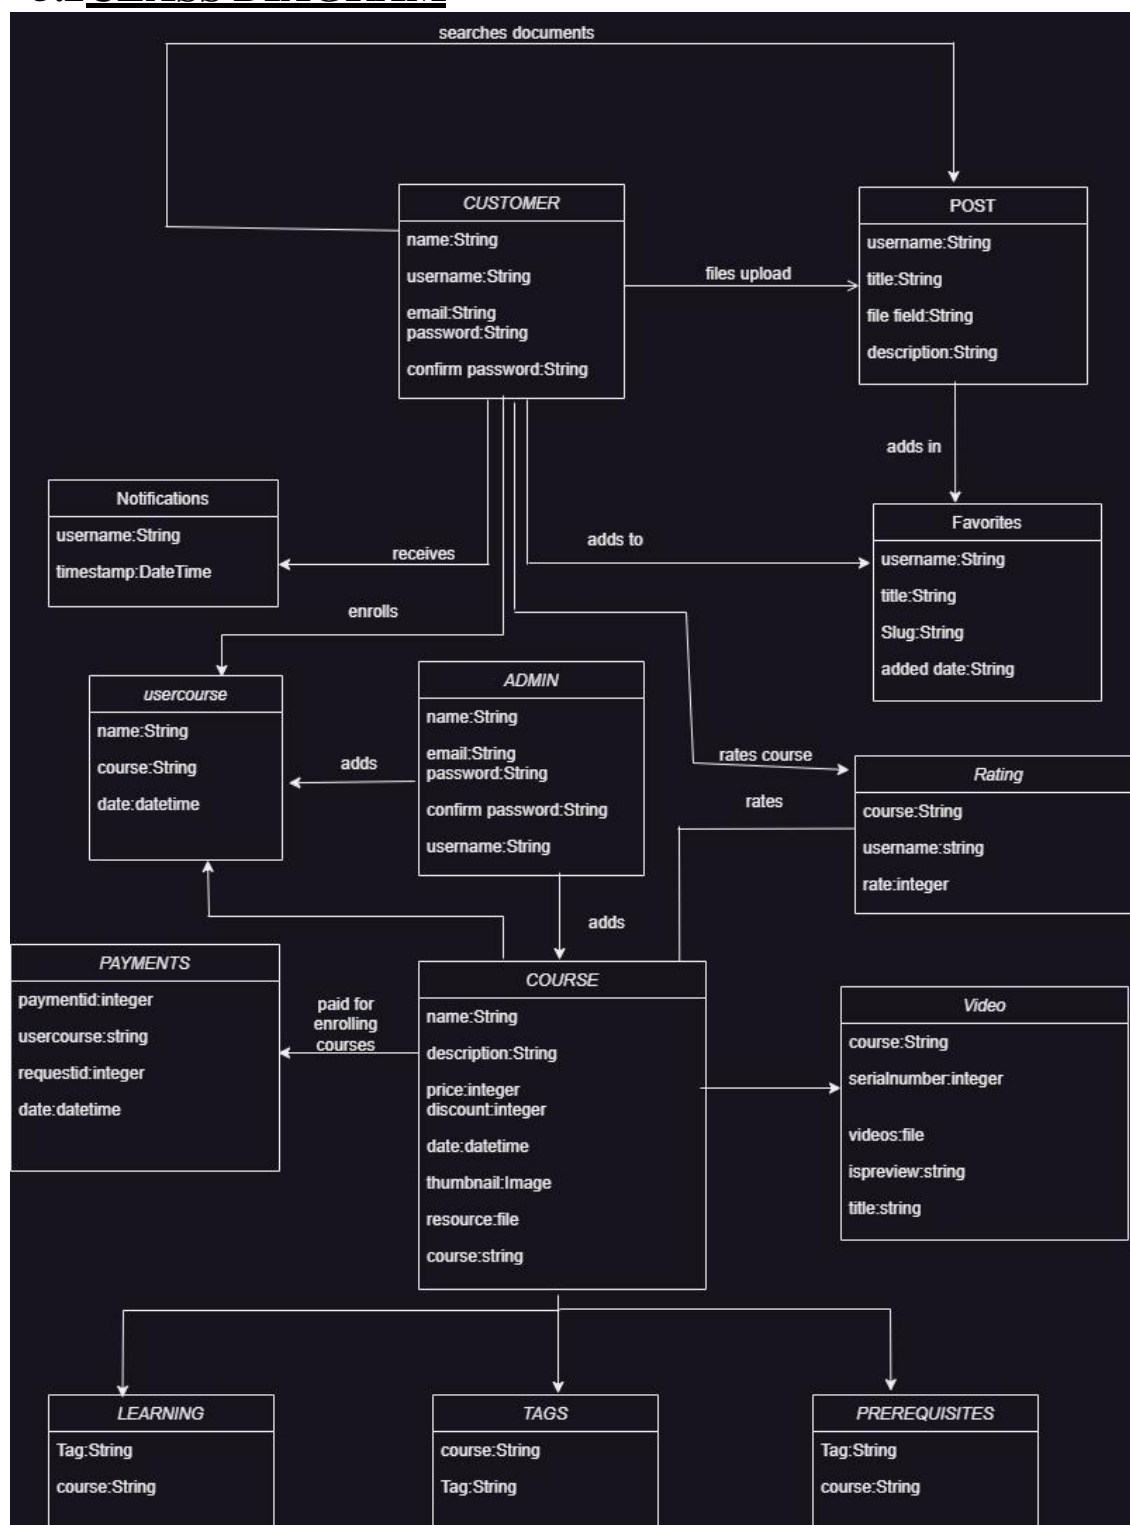 CLASS DIAGRAM
searches documents
CUSTOMER
name:String
username:String
email:String
password:String
confirm password:String
files upload
POST
username:String
title:String
file field:String
description:String
adds in
Notifications
username:String
timestamp:DateTime
receives
adds to
Favorites
username:String
title:String
Slug:String
added date:String
enrolls
usercourse
name:String
course:String
date:datetime
adds
ADMIN
name:String
email:String
password:String
confirm password:String
username:String
rates course
rates
Rating
course:String
username:string
rate:integer
adds
PAYMENTS
paymentid:integer
usercourse:string
requestid:integer
date:datetime
paid for
enrolling
courses
COURSE
name:String
description:String
price:integer
discount:integer
date:datetime
thumbnail:Image
resource:file
course:string
Video
course:String
serialnumber:integer
videos:file
ispreview:string
title:string
LEARNING
Tag:String
course:String
TAGS
course:String
Tag:String
PREREQUISITES
Tag:String
course:String